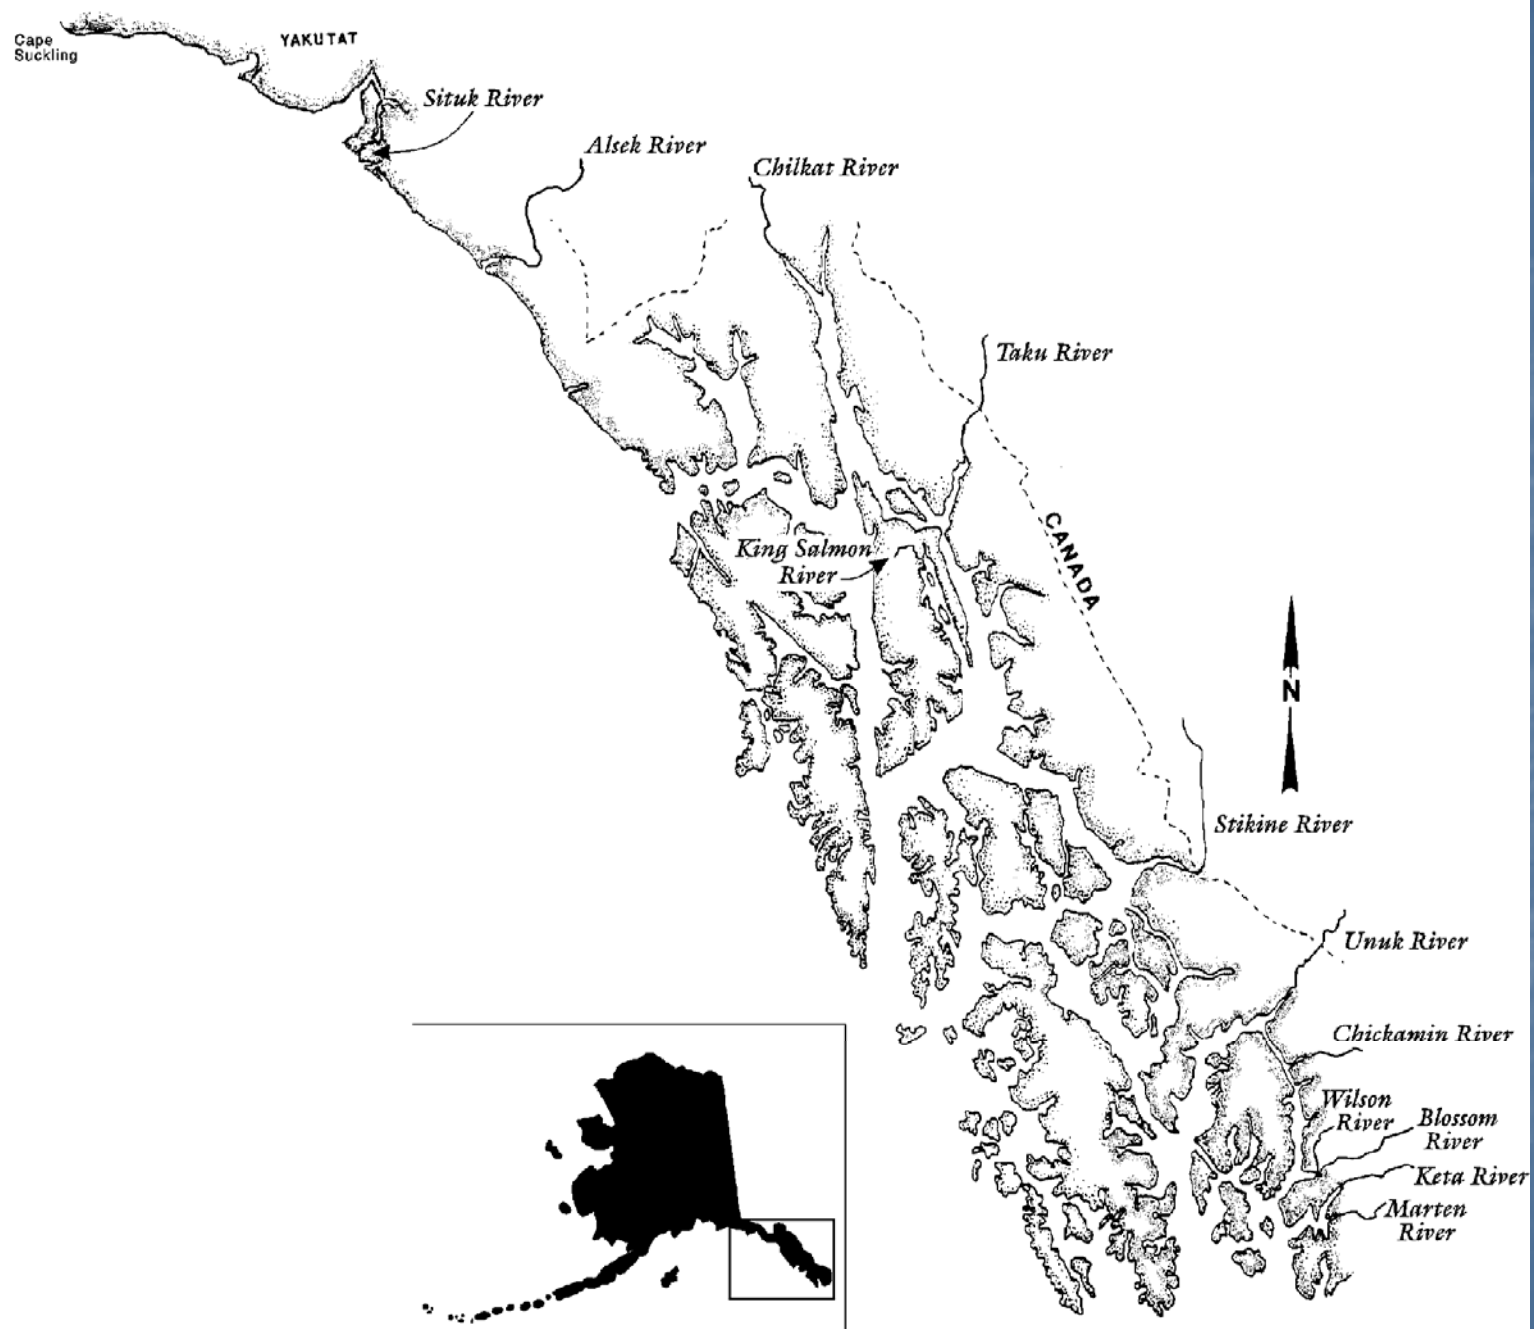 Cape
Suckling
YAKUTAT
Situk River
Alsek River
Chilkat River
Taku River
CANADA
King Salmon
River
N
Stikine River
Unuk River
Chickamin River
Wilson
River
Blossom
River
Keta River
Marten
River